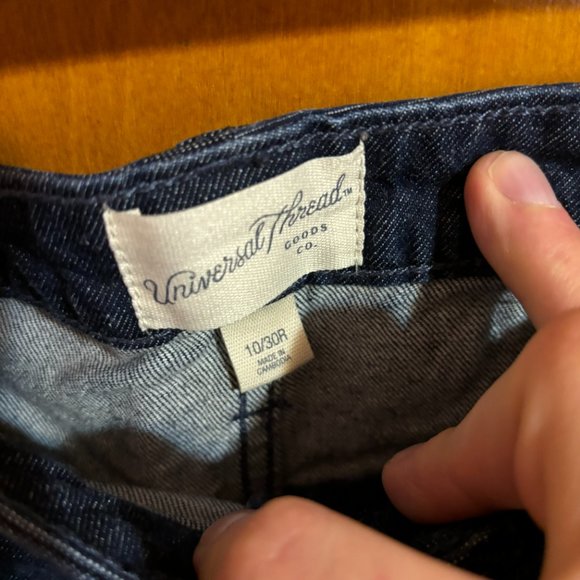 Universal Thread™
GOODS
CO.
10/30R
MADE IN
CAMBODIA